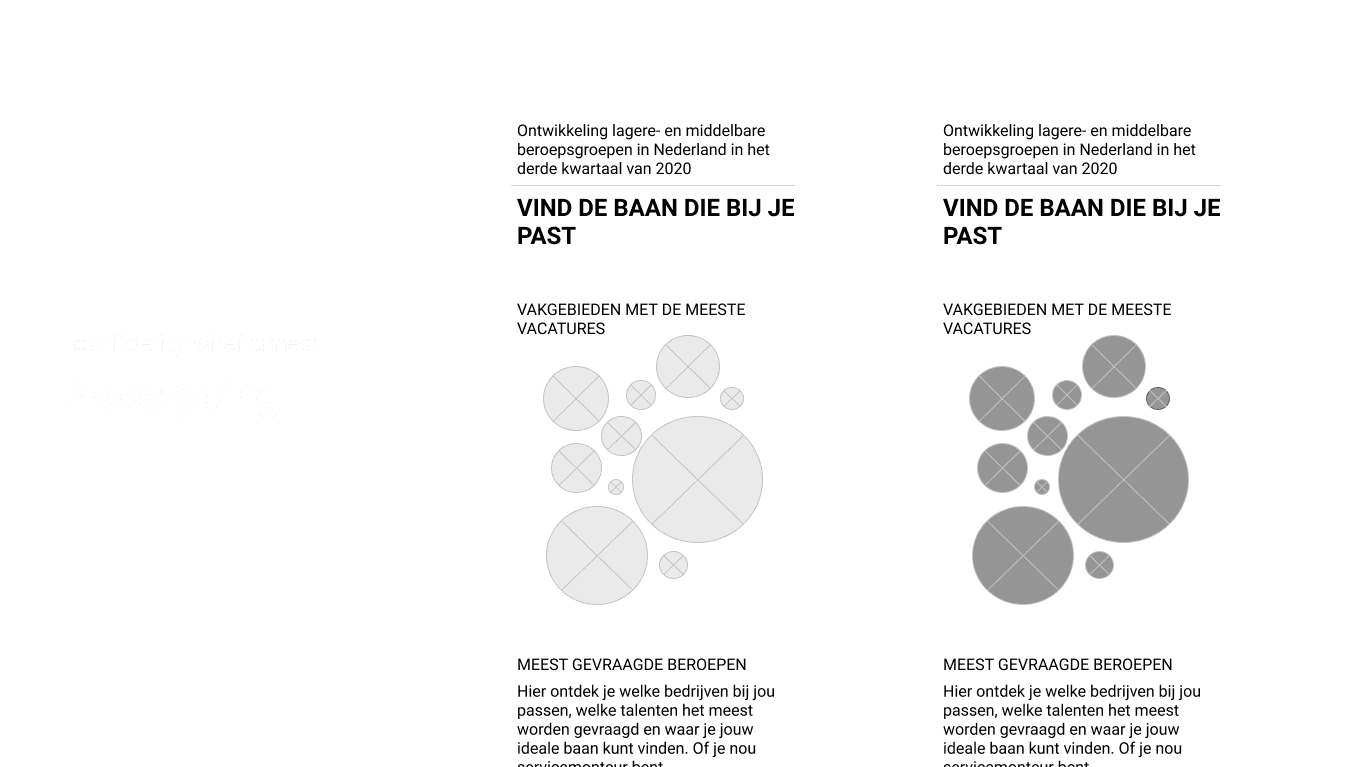 Ontwikkeling lagere- en middelbare
beroepsgroepen in Nederland in het
derde kwartaal van 2020
VIND DE BAAN DIE BIJ JE
PAST
VAKGEBIEDEN MET DE MEESTE
VACATURES
MEEST GEVRAAGDE BEROEPEN
Hier ontdek je welke bedrijven bij jou
passen, welke talenten het meest
worden gevraagd en waar je jouw
ideale baan kunt vinden. Of je nou
servicemonteur bent
Ontwikkeling lagere- en middelbare
beroepsgroepen in Nederland in het
derde kwartaal van 2020
VIND DE BAAN DIE BIJ JE
PAST
VAKGEBIEDEN MET DE MEESTE
VACATURES
MEEST GEVRAAGDE BEROEPEN
Hier ontdek je welke bedrijven bij jou
passen, welke talenten het meest
worden gevraagd en waar je jouw
ideale baan kunt vinden. Of je nou
servicemonteur bent